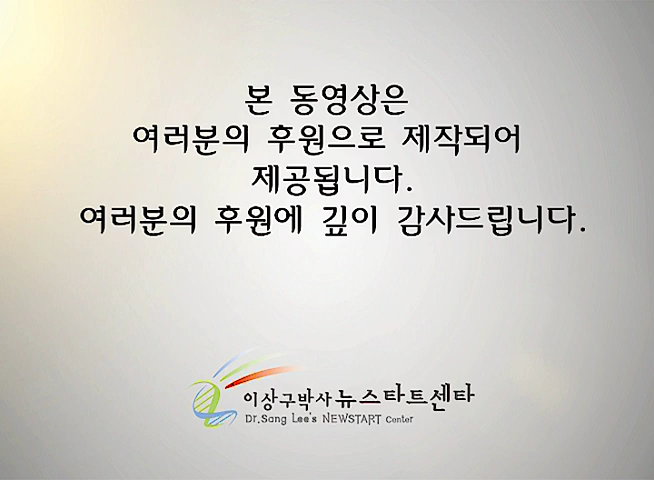 본 동영상은
여러분의 후원으로 제작되어
제공됩니다.
여러분의 후원에 깊이 감사드립니다.
이상구박사 뉴스타트센타
Dr.Sang Lee's NEWSTART Center